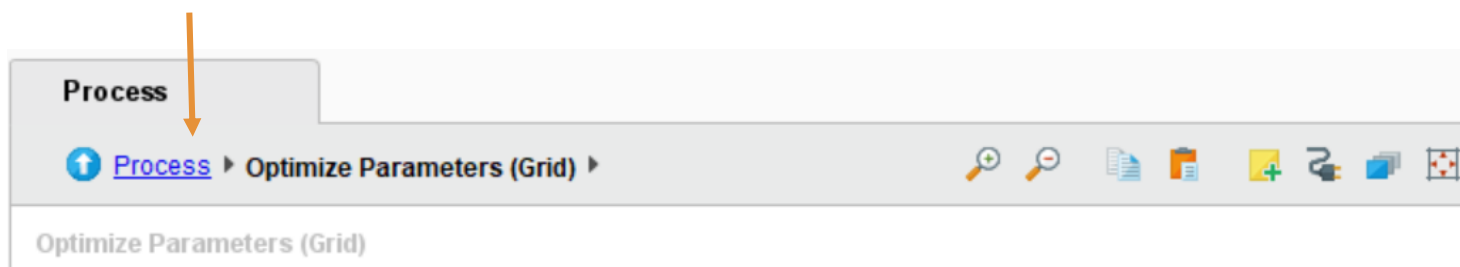 Process
Process Optimize Parameters (Grid)
Optimize Parameters (Grid)